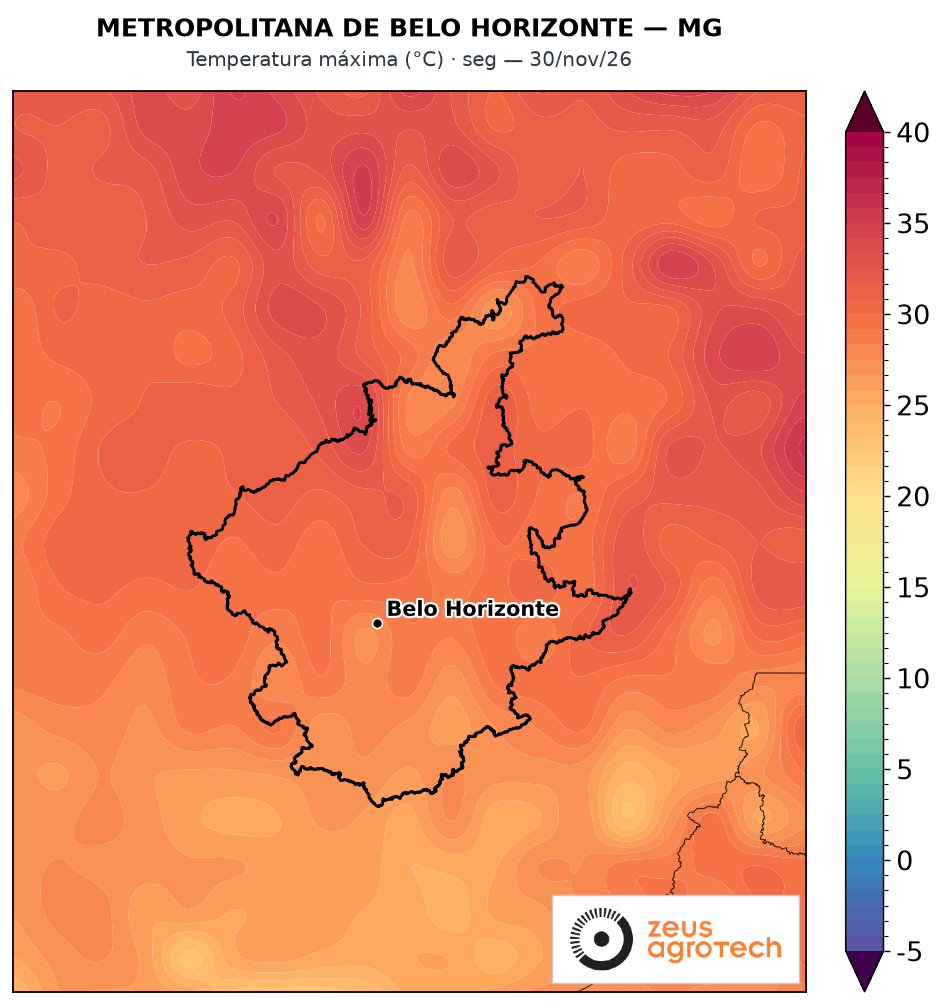 METROPOLITANA DE BELO HORIZONTE — MG
Temperatura máxima (°C) · seg — 30/nov/26
40
35
30
25
20
15
10
5
0
-5
Belo Horizonte
zeus
agrotech